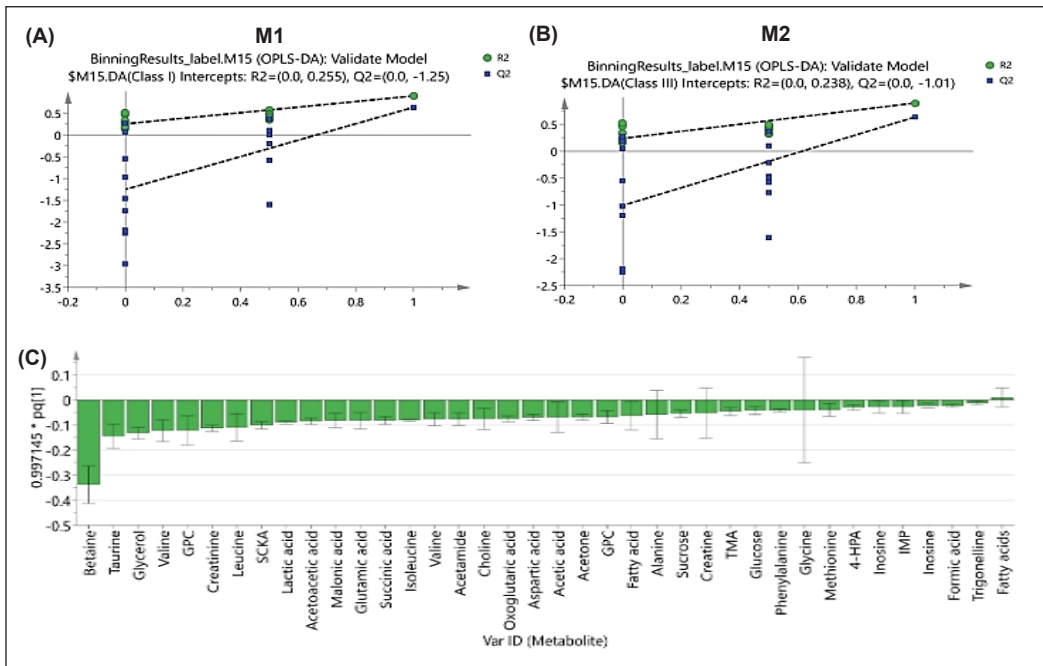 (A)
M1
BinningResults_label.M15 (OPLS-DA): Validate Model
$M15.DA(Class I) Intercepts: R2=(0.0, 0.255), Q2=(0.0, -1.25)
0.5
0
-0.5
-1
-1.5
-2
-2.5
-3
-3.5
-0.2
0
0.2
0.4
0.6
0.8
1
(B)
M2
R2
Q2
BinningResults_label.M15 (OPLS-DA): Validate Model
$M15.DA(Class III) Intercepts: R2=(0.0, 0.238), Q2=(0.0, -1.01)
0.5
0
-0.5
-1
-1.5
-2
-2.5
-0.2
0
0.2
0.4
0.6
0.8
1
(C)
0.997145 * pq[1]
0.1
0
-0.1
-0.2
-0.3
-0.4
-0.5
Betaine
Taurine
Glycerol
Valine
GPC
Creatinine
Leucine
SCKA
Lactic acid
Acetoacetic acid
Malonic acid
Glutamic acid
Succinic acid
Isoleucine
Valine
Acetamide
Choline
Oxoglutaric acid
Aspartic acid
Acetic acid
Acetone
GPC
Fatty acid
Alanine
Sucrose
Creatine
TMA
Glucose
Phenylalanine
Glycine
Methionine
4-HPA
Inosine
IMP
Inosine
Formic acid
Trigonelline
Fatty acids
Var ID (Metabolite)